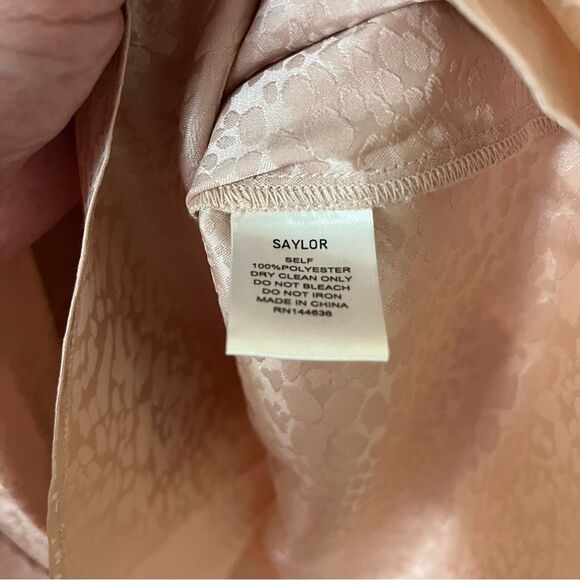 SAYLOR
SELF
100%POLYESTER
DRY CLEAN ONLY
DO NOT BLEACH
DO NOT IRON
MADE IN CHINA
RN144636